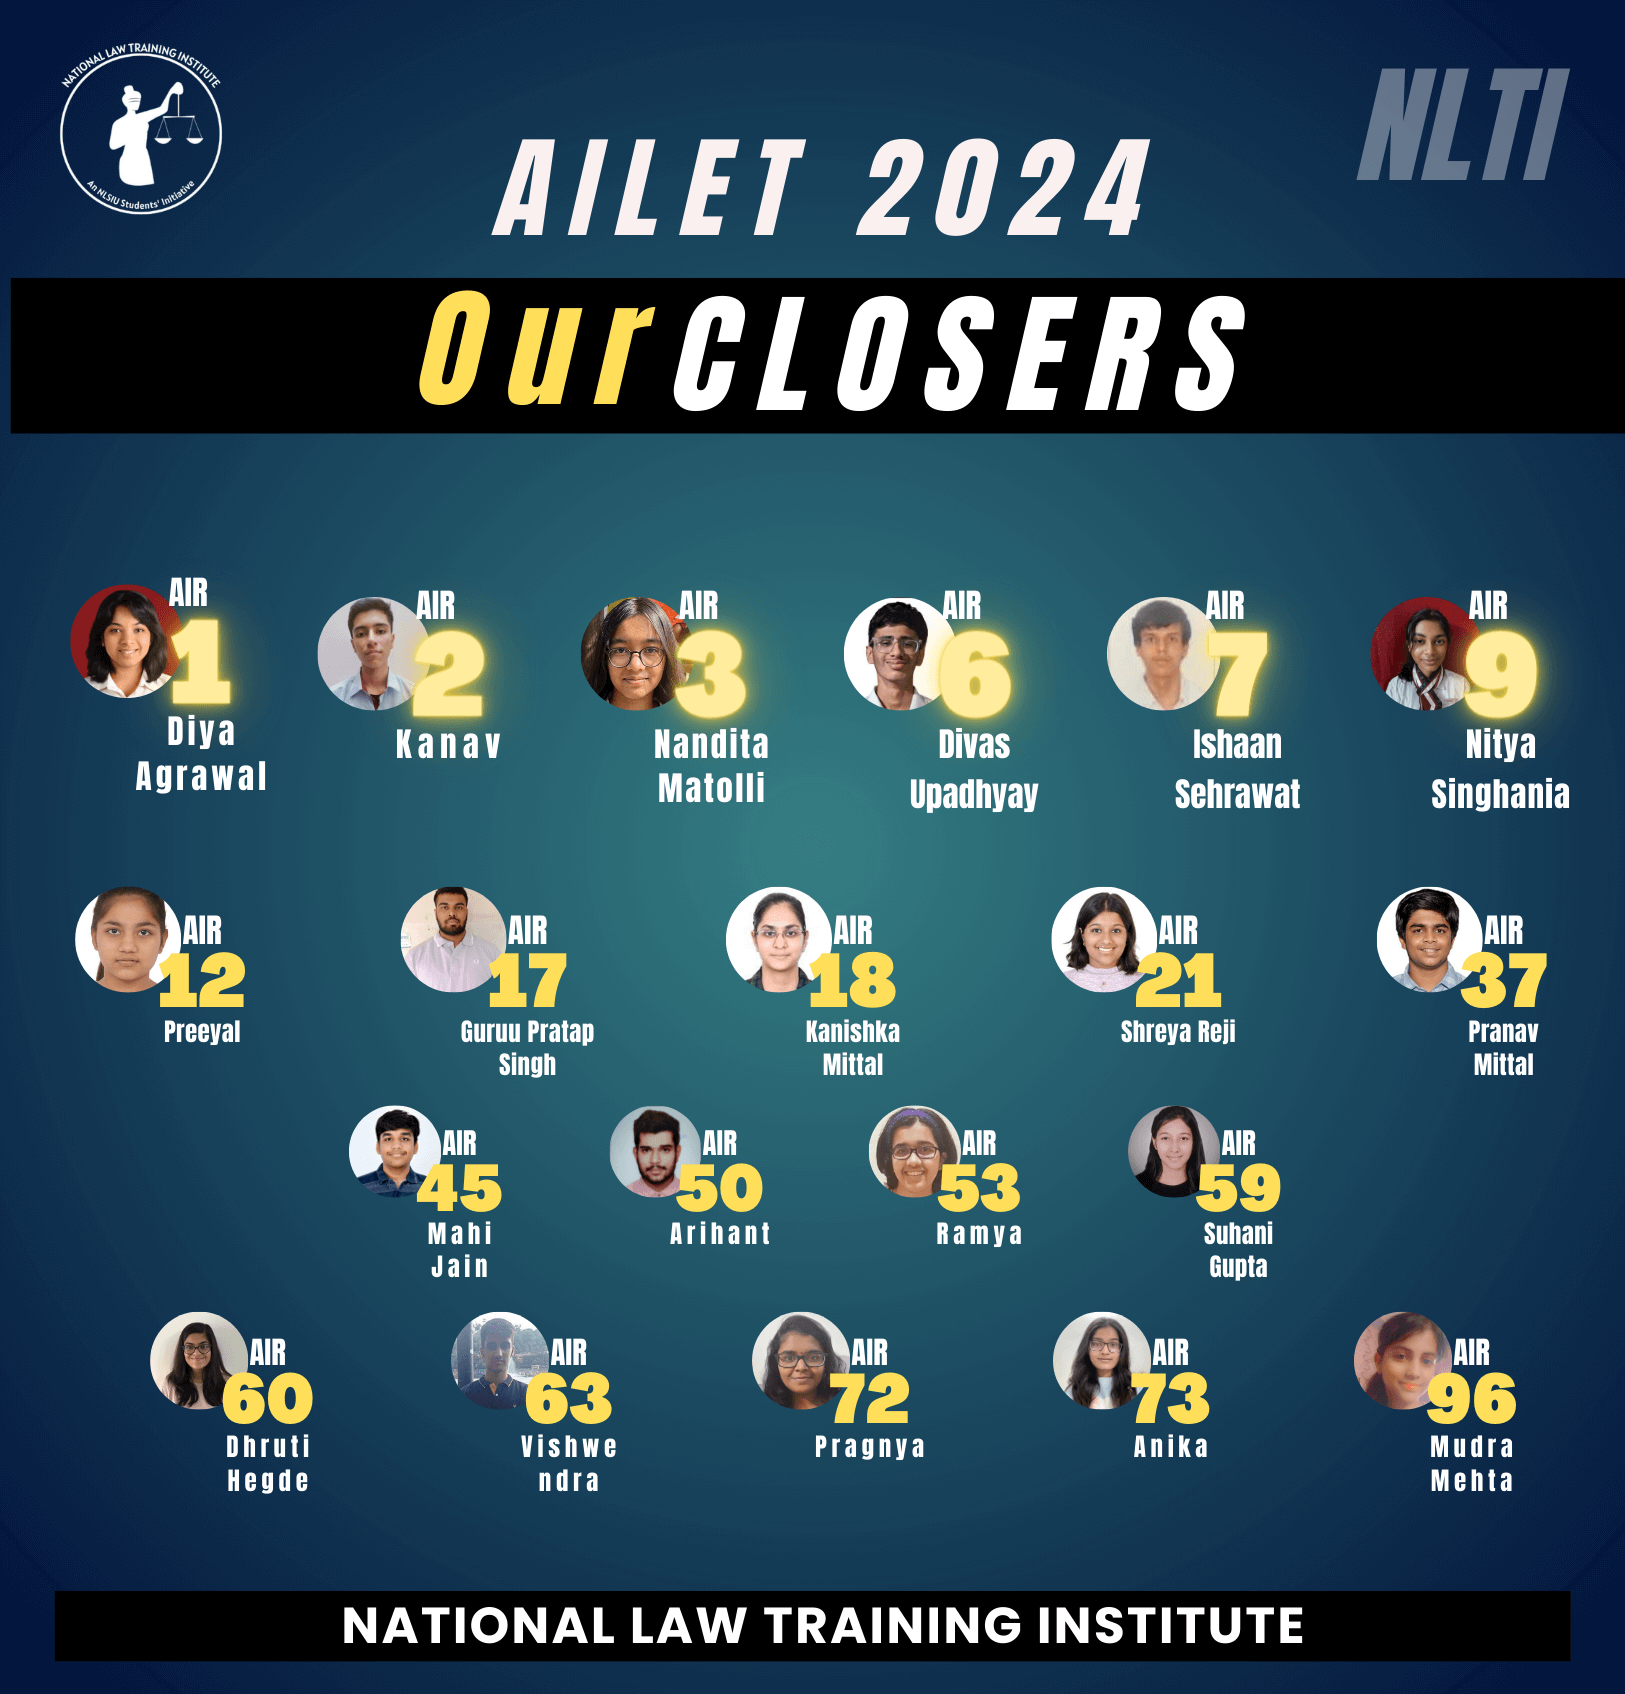 NATIONAL LAW TRAINING INSTITUTE
An NLSIU Students' Initiative
NLTI
AILET 2024
Our CLOSERS
AIR
1
Diya
Agrawal
AIR
2
Kanav
AIR
3
Nandita
Matolli
AIR
6
Divas
Upadhyay
AIR
7
Ishaan
Sehrawat
AIR
9
Nitya
Singhania
AIR
12
Preeyal
AIR
17
Guruu Pratap
Singh
AIR
18
Kanishka
Mittal
AIR
21
Shreya Reji
AIR
37
Pranav
Mittal
AIR
45
Mahi
Jain
AIR
50
Arihant
AIR
53
Ramya
AIR
59
Suhani
Gupta
AIR
60
Dhruti
Hegde
AIR
63
Vishwe
ndra
AIR
72
Pragnya
AIR
73
Anika
AIR
96
Mudra
Mehta
NATIONAL LAW TRAINING INSTITUTE